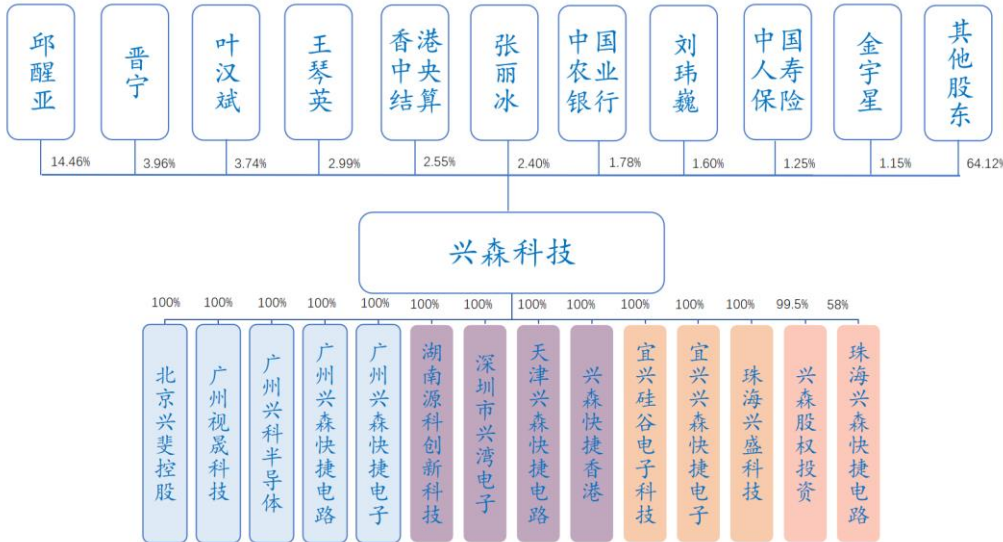 邱醒亚
晋宁
叶汉斌
王琴英
香港中央结算
张丽冰
中国农业银行
刘玮巍
中国人寿保险
金宇星
其他股东
14.46%
3.96%
3.74%
2.99%
2.55%
2.40%
1.78%
1.60%
1.25%
1.15%
64.12%
兴森科技
100%
100%
100%
100%
100%
100%
100%
100%
100%
100%
100%
100%
99.5%
58%
北京兴斐控股
广州视晟科技
广州兴科半导体
广州兴森快捷电路
广州兴森快捷电子
湖南源科创新科技
深圳市兴湾电子
天津兴森快捷电路
兴森快捷香港
宜兴硅谷电子科技
宜兴兴森快捷电子
珠海兴盛科技
兴森股权投资
珠海兴森快捷电路